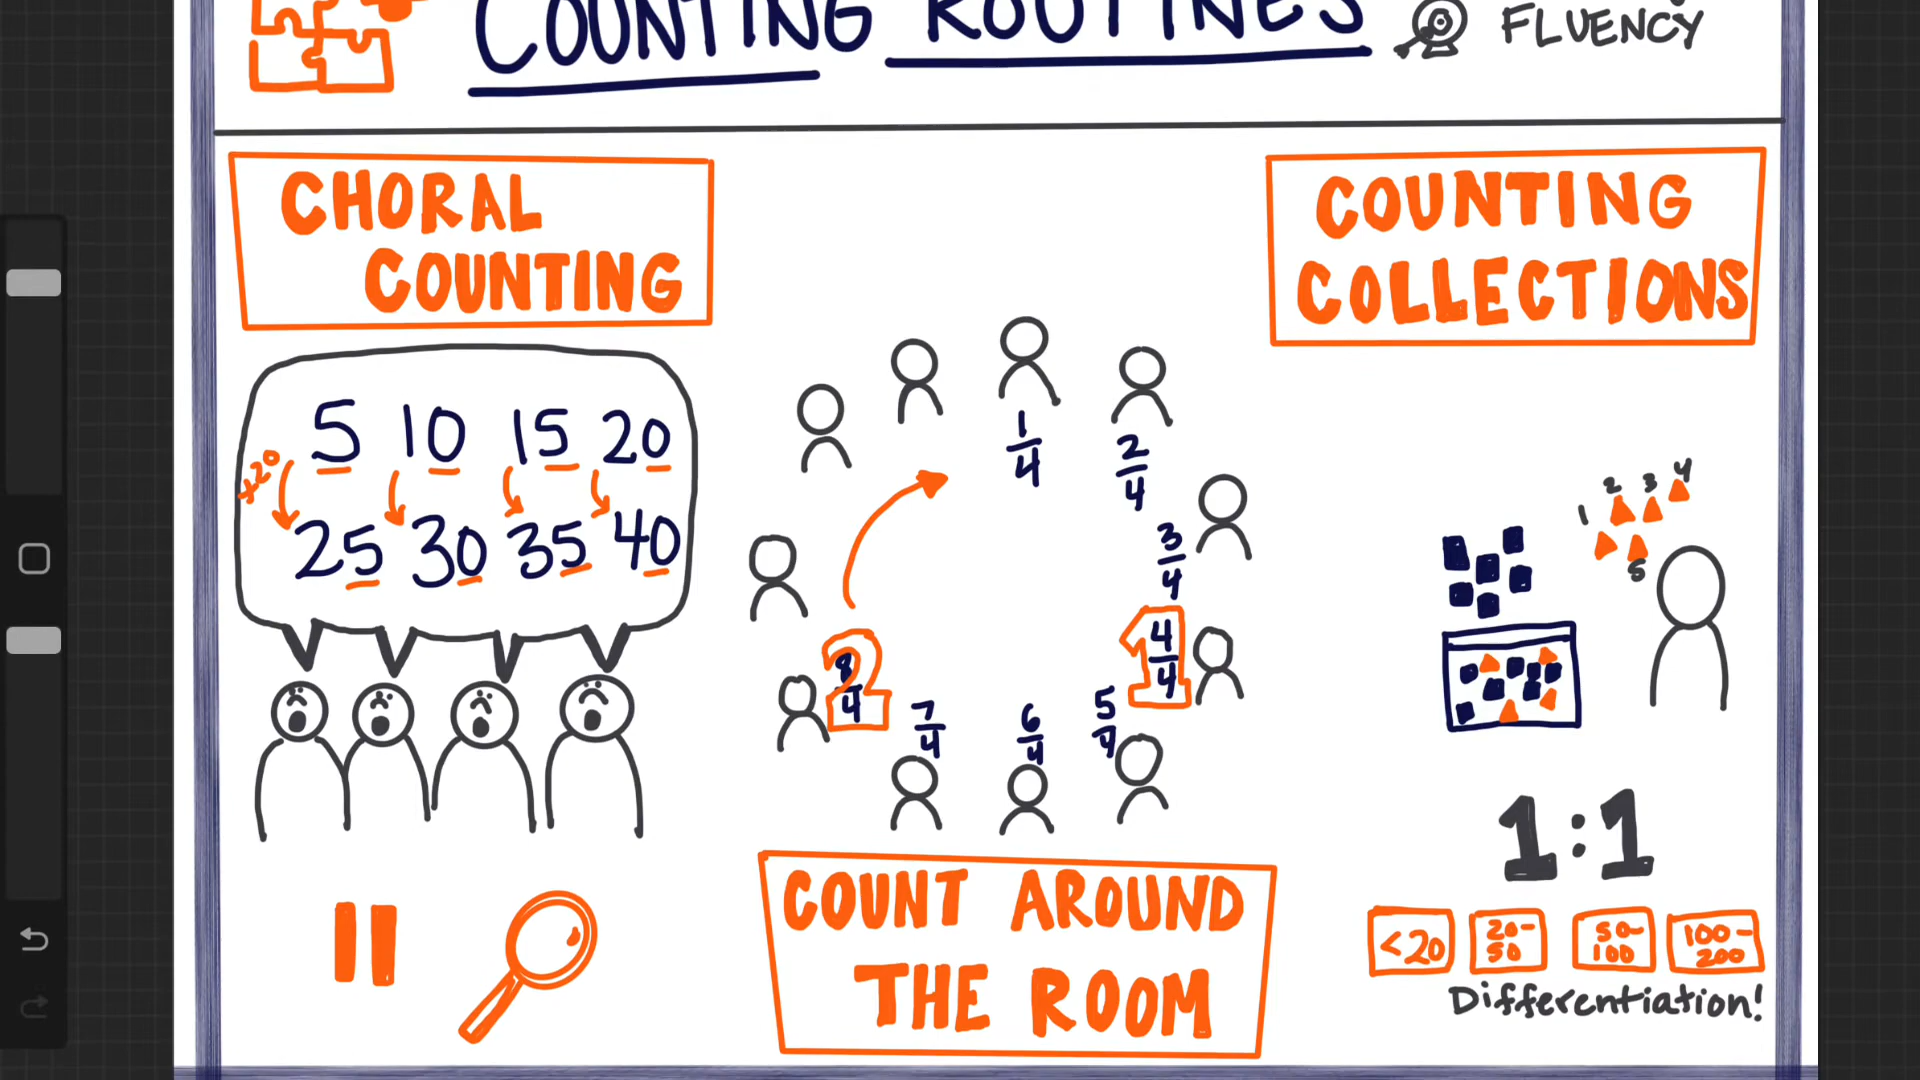 COUNTING ROUTINES
FLUENCY
CHORAL
COUNTING
5 10 15 20
+20
25 30 35 40
COUNTING
COLLECTIONS
1/4
2/4
3/4
1 4/4
5/4
6/4
7/4
2 8/4
COUNT AROUND
THE ROOM
1 2 3 4
5
1:1
<20
20-
50
50-
100
100-
200
Differentiation!